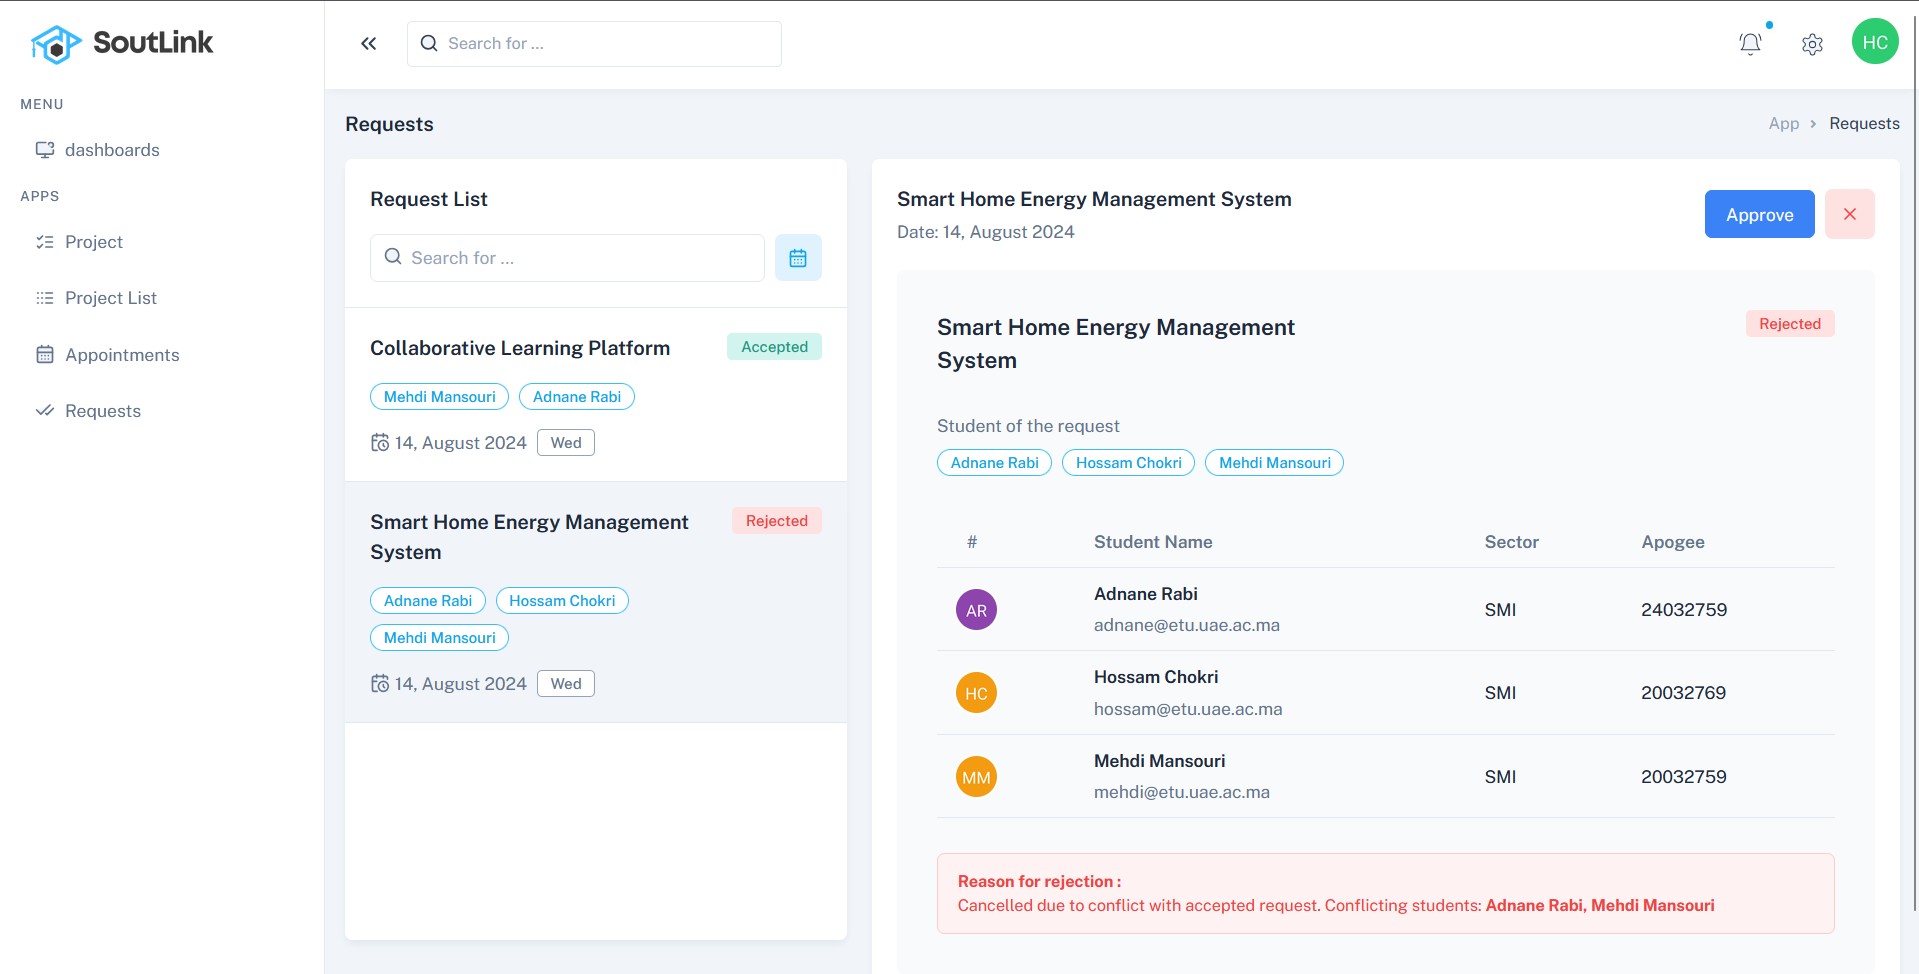 SoutLink
Search for ...
HC
MENU
dashboards
APPS
Project
Project List
Appointments
Requests
Requests
App › Requests
Request List
Search for ...
Collaborative Learning Platform
Accepted
Mehdi Mansouri
Adnane Rabi
14, August 2024 Wed
Smart Home Energy Management
System
Rejected
Adnane Rabi
Hossam Chokri
Mehdi Mansouri
14, August 2024 Wed
Smart Home Energy Management System
Date: 14, August 2024
Approve
Smart Home Energy Management
System
Rejected
Student of the request
Adnane Rabi
Hossam Chokri
Mehdi Mansouri
# Student Name Sector Apogee
AR Adnane Rabi SMI 24032759
adnane@etu.uae.ac.ma
HC Hossam Chokri SMI 20032769
hossam@etu.uae.ac.ma
MM Mehdi Mansouri SMI 20032759
mehdi@etu.uae.ac.ma
Reason for rejection :
Cancelled due to conflict with accepted request. Conflicting students: Adnane Rabi, Mehdi Mansouri